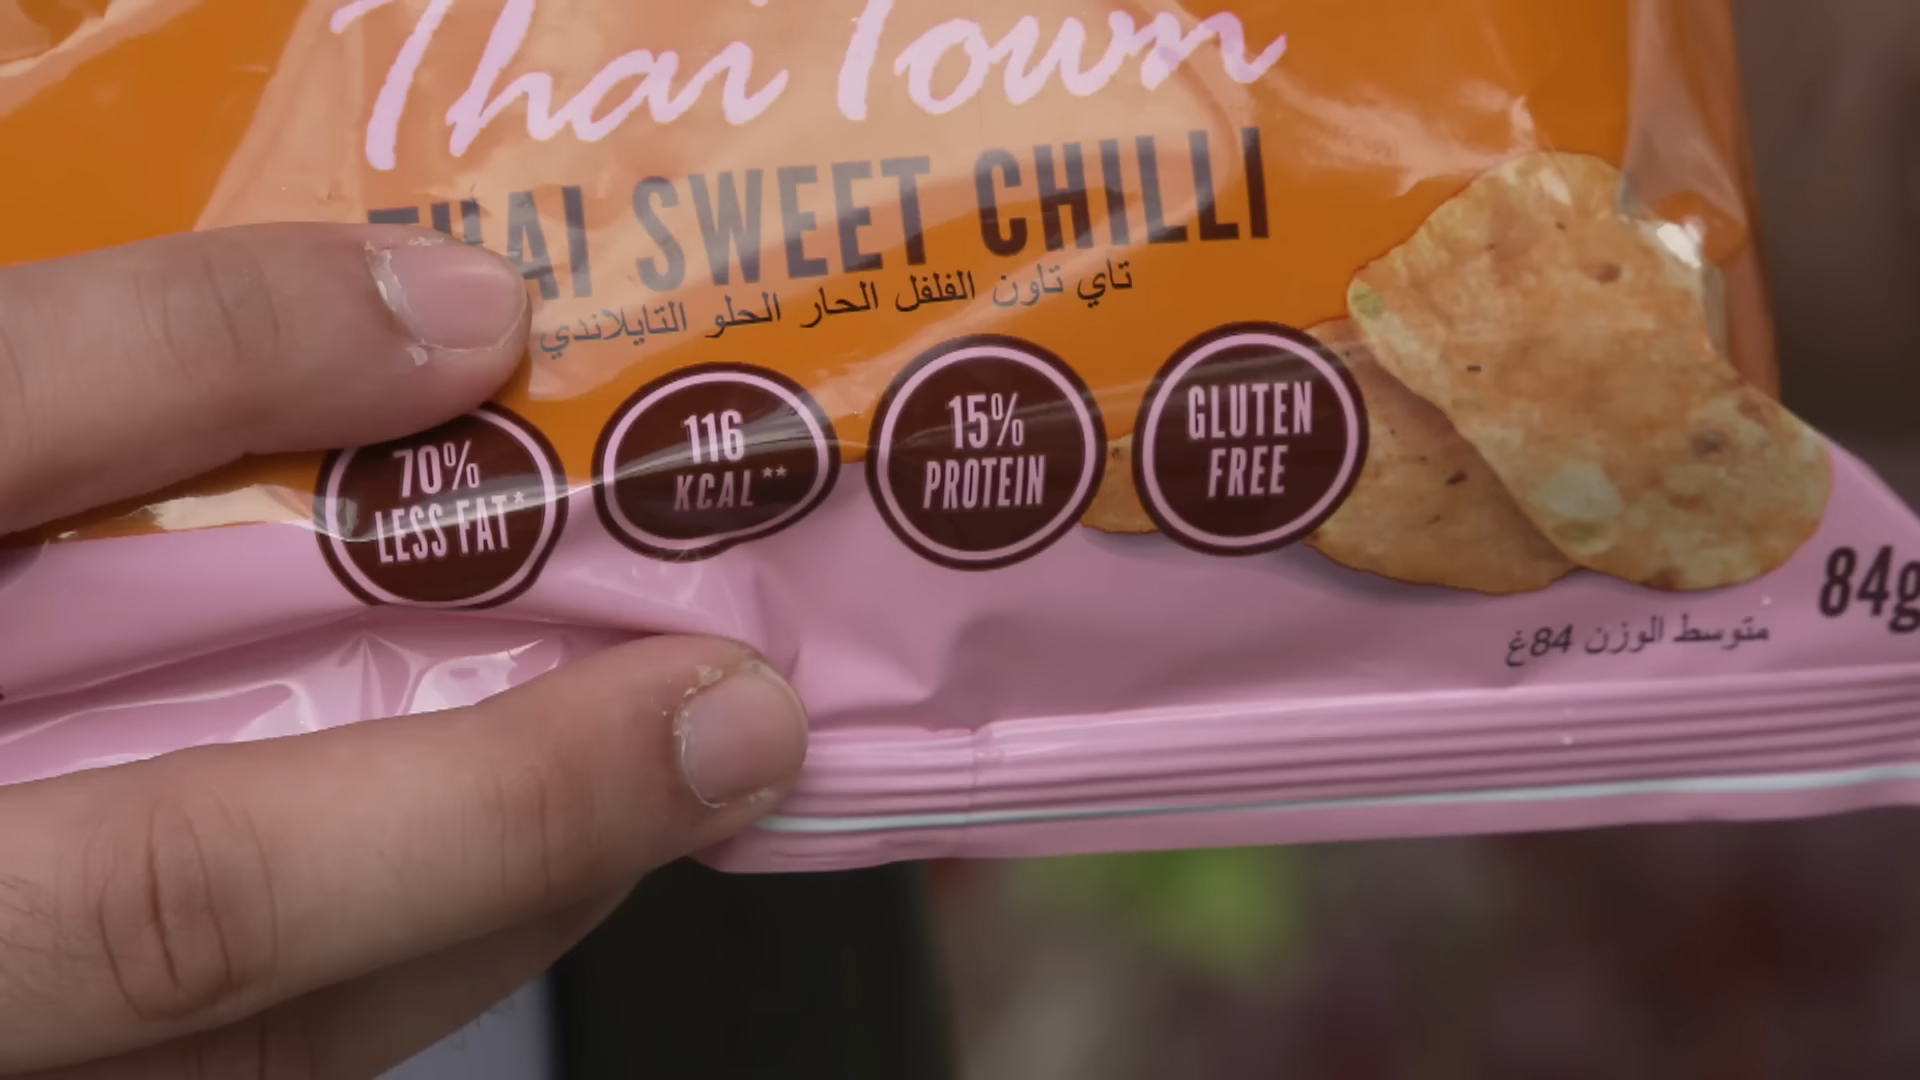 Thai Town
THAI SWEET CHILLI
تاي تاون الفلفل الحار الحلو التايلاندي
70%
LESS FAT*
116
KCAL**
15%
PROTEIN
GLUTEN
FREE
84g
متوسط الوزن 84غ